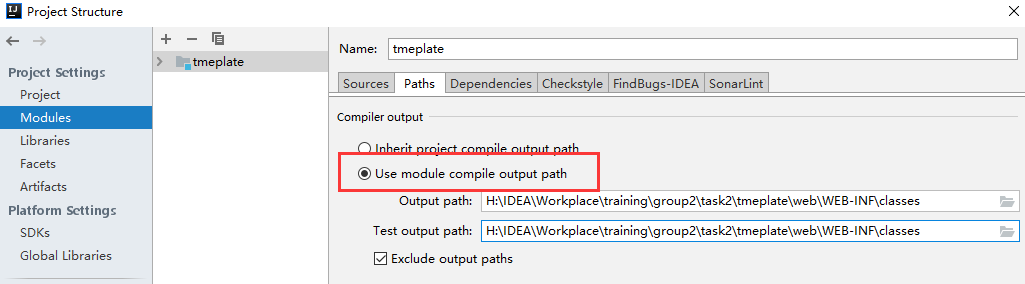 Project Structure
Project Settings
Project
Modules
Libraries
Facets
Artifacts
Platform Settings
SDKs
Global Libraries
tmeplate
Name: tmeplate
Sources Paths Dependencies Checkstyle FindBugs-IDEA SonarLint
Compiler output
Inherit project compile output path
Use module compile output path
Output path: H:\IDEA\Workplace\training\group2\task2\tmeplate\web\WEB-INF\classes
Test output path: H:\IDEA\Workplace\training\group2\task2\tmeplate\web\WEB-INF\classes
Exclude output paths